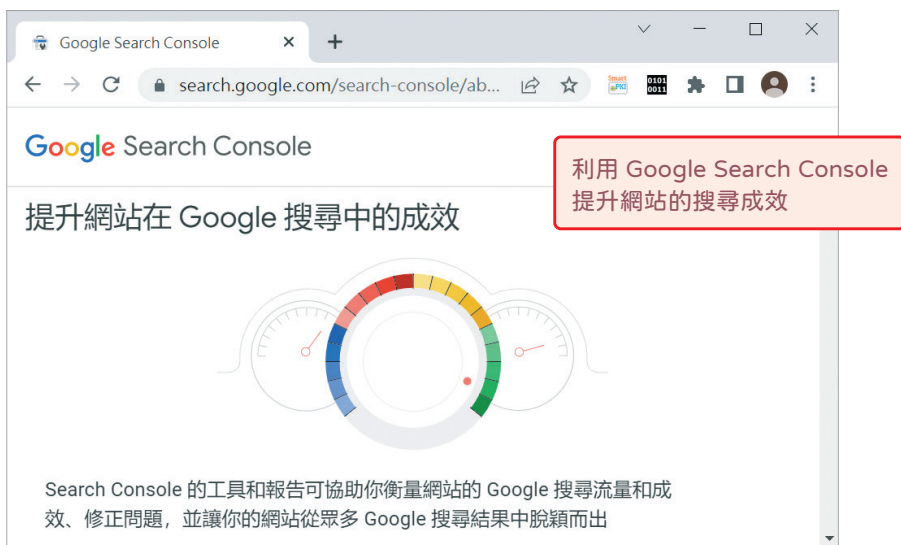 Google Search Console
search.google.com/search-console/ab...
Smart
ePKI
0101
0011
Google Search Console
利用 Google Search Console
提升網站的搜尋成效
提升網站在 Google 搜尋中的成效
Search Console 的工具和報告可協助你衡量網站的 Google 搜尋流量和成
效、修正問題，並讓你的網站從眾多 Google 搜尋結果中脫穎而出